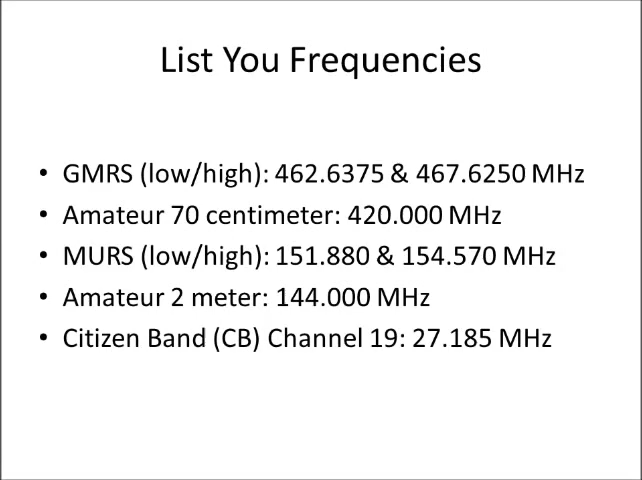 List You Frequencies
• GMRS (low/high): 462.6375 & 467.6250 MHz
• Amateur 70 centimeter: 420.000 MHz
• MURS (low/high): 151.880 & 154.570 MHz
• Amateur 2 meter: 144.000 MHz
• Citizen Band (CB) Channel 19: 27.185 MHz